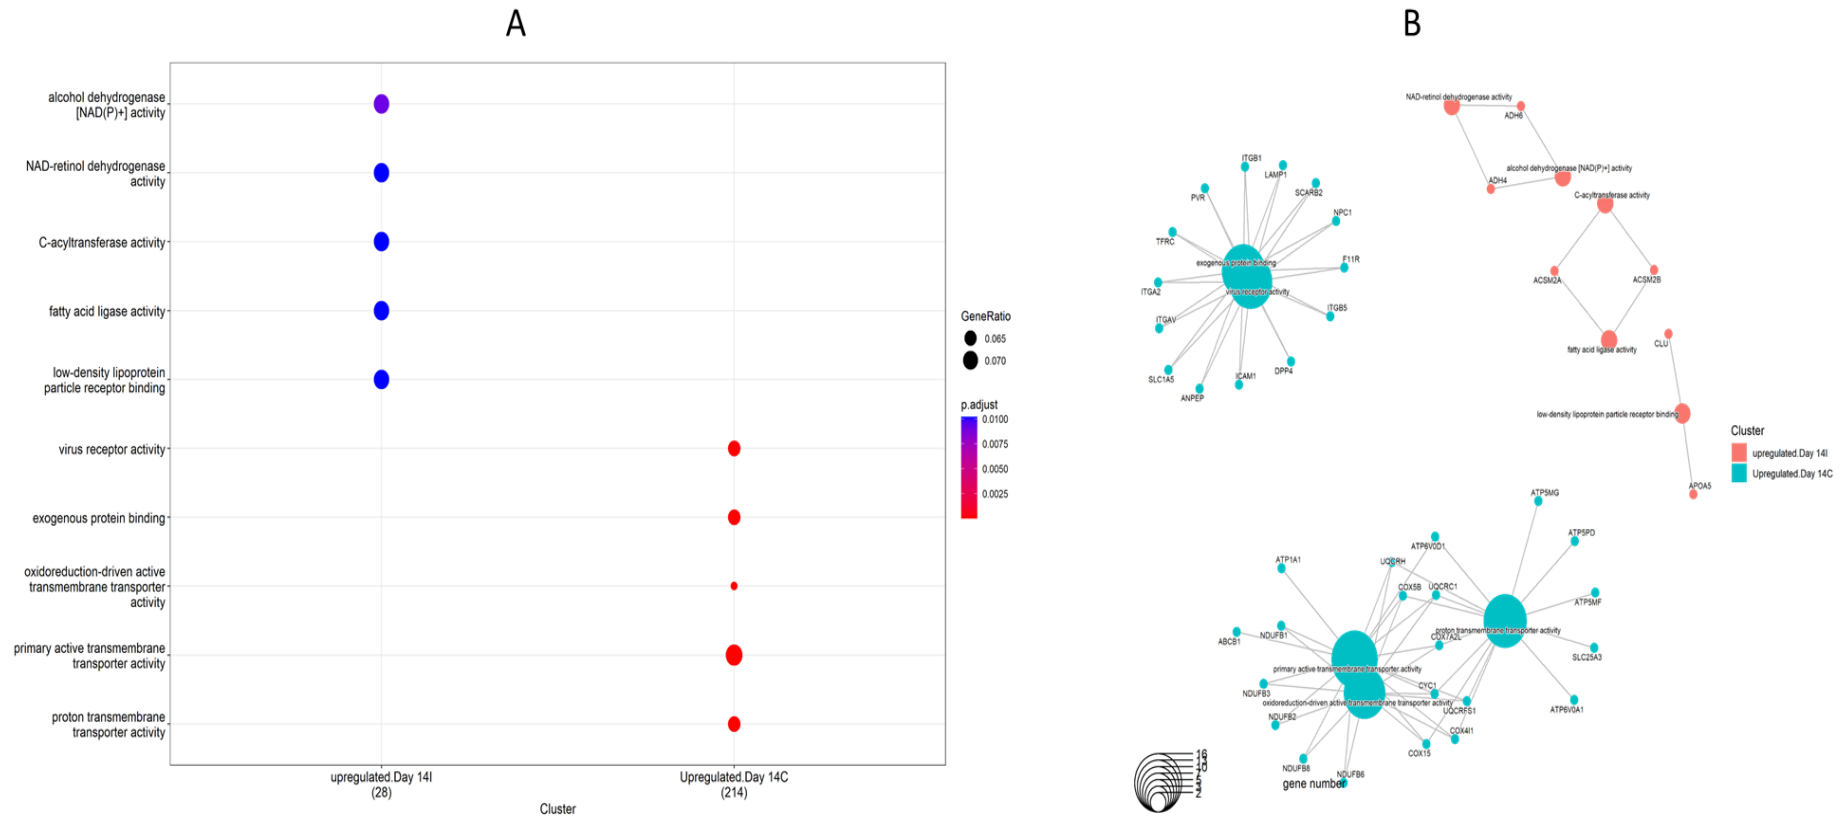 A
alcohol dehydrogenase
[NAD(P)+] activity
NAD-retinol dehydrogenase
activity
C-acyltransferase activity
fatty acid ligase activity
low-density lipoprotein
particle receptor binding
virus receptor activity
exogenous protein binding
oxidoreduction-driven active
transmembrane transporter
activity
primary active transmembrane
transporter activity
proton transmembrane
transporter activity
upregulated.Day 14I
(28)
Upregulated.Day 14C
(214)
Cluster
GeneRatio
0.065
0.070
p.adjust
0.0100
0.0075
0.0050
0.0025
B
NAD-retinol dehydrogenase activity
ADH6
alcohol dehydrogenase [NAD(P)+] activity
ADH4
C-acyltransferase activity
ACSM2A
ACSM2B
fatty acid ligase activity
CLU
low-density lipoprotein particle receptor binding
APOA5
ITGB1
LAMP1
SCARB2
PVR
NPC1
TFRC
F11R
exogenous protein binding
ITGA2
virus receptor activity
ITGB5
ITGAV
SLC1A5
ICAM1
DPP4
ANPEP
Cluster
upregulated.Day 14I
Upregulated.Day 14C
ATP5MG
ATP5PD
ATP6V0D1
ATP1A1
UQCRH
COX5B
UQCRC1
ATP5MF
ABCB1
NDUFB1
COX7A2L
proton transmembrane transporter activity
SLC25A3
primary active transmembrane transporter activity
NDUFB3
CYC1
oxidoreduction-driven active transmembrane transporter activity
UQCRFS1
ATP6V0A1
NDUFB2
COX4I1
COX15
NDUFB8
NDUFB6
gene number
16
13
10
7
5
3
2